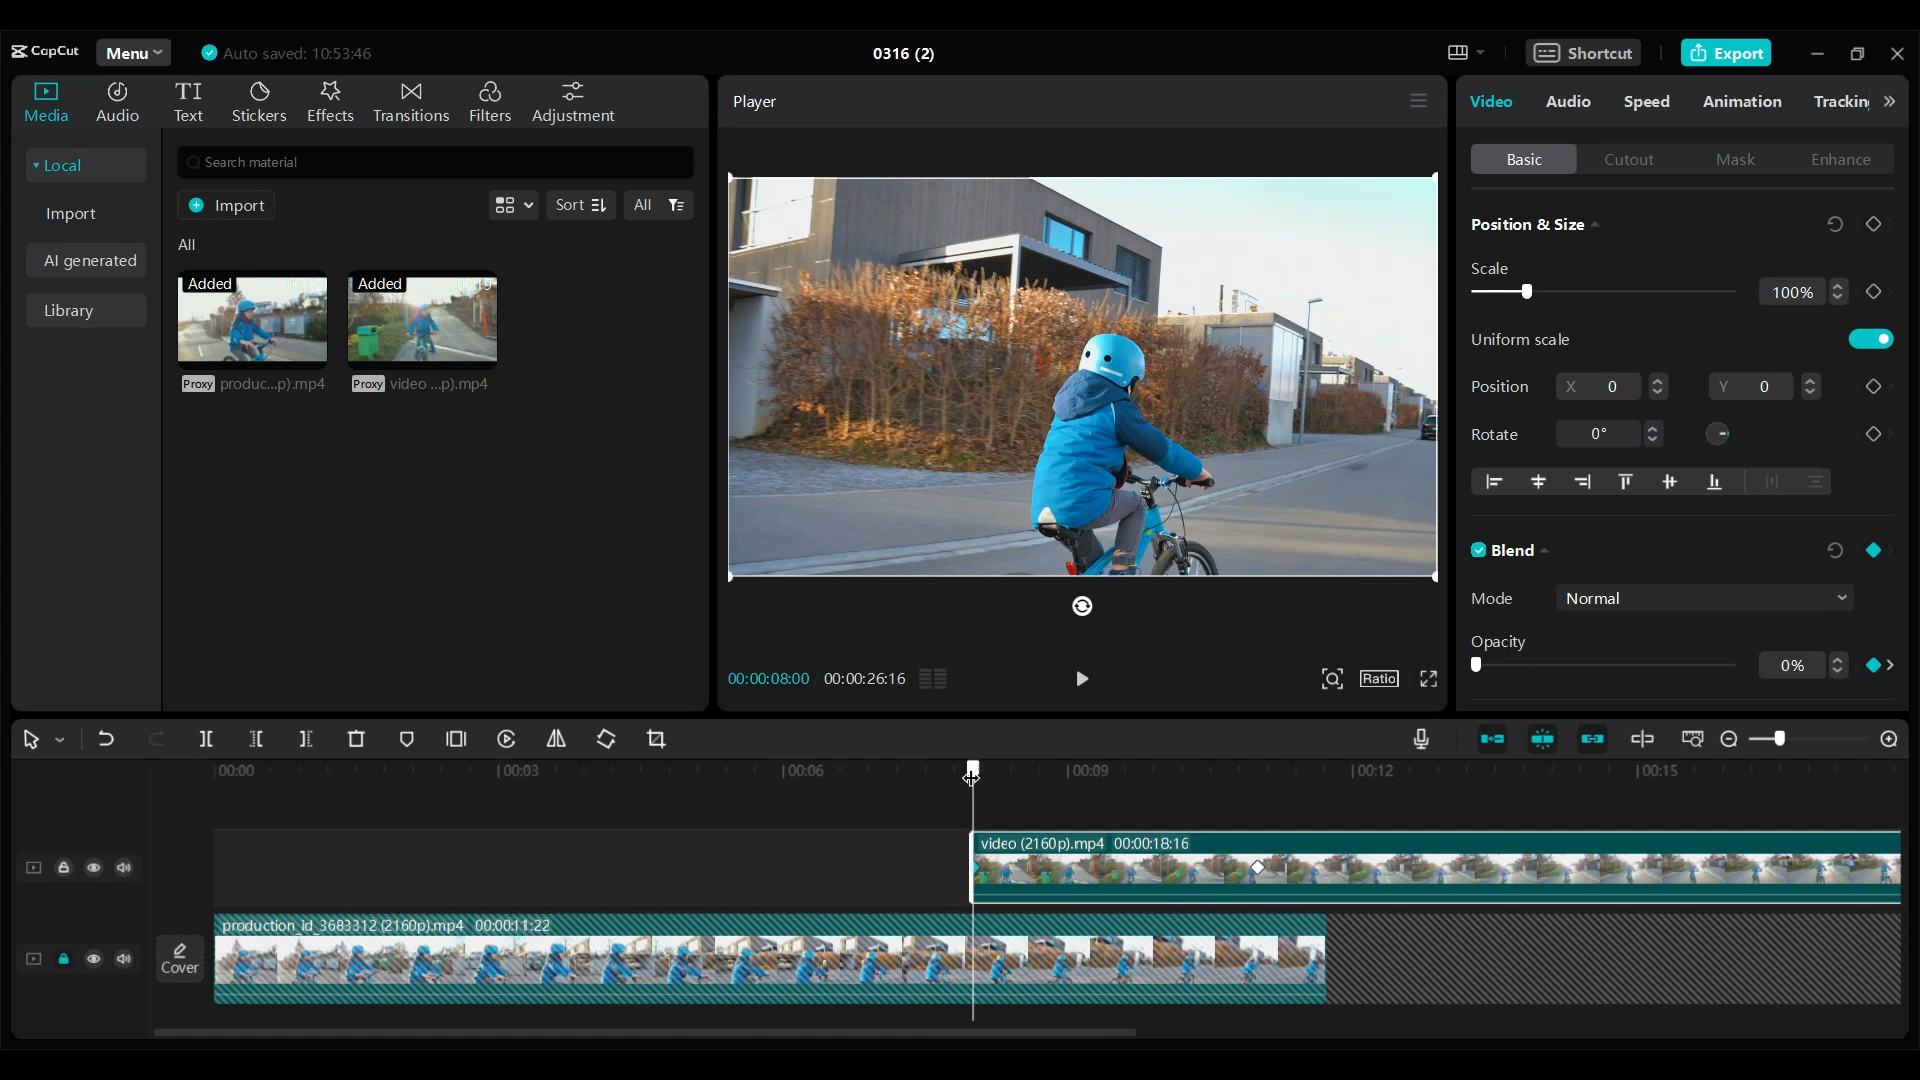 CapCut Menu Auto saved: 10:53:46 0316 (2) Shortcut Export
Media Audio Text Stickers Effects Transitions Filters Adjustment
Local
Import
AI generated
Library
Search material
Import Sort All
All
Added Added
Proxy produc...p).mp4 Proxy video ...p).mp4
Player
00:00:08:00 / 00:00:26:16 Ratio
Video Audio Speed Animation Tracking
Basic Cutout Mask Enhance
Position & Size
Scale
100%
Uniform scale
Position X 0 Y 0
Rotate 0°
Blend
Mode Normal
Opacity
0%
00:00 00:03 00:06 00:09 00:12 00:15
video (2160p).mp4 00:00:18:16
production_id_3683312 (2160p).mp4 00:00:11:22
Cover